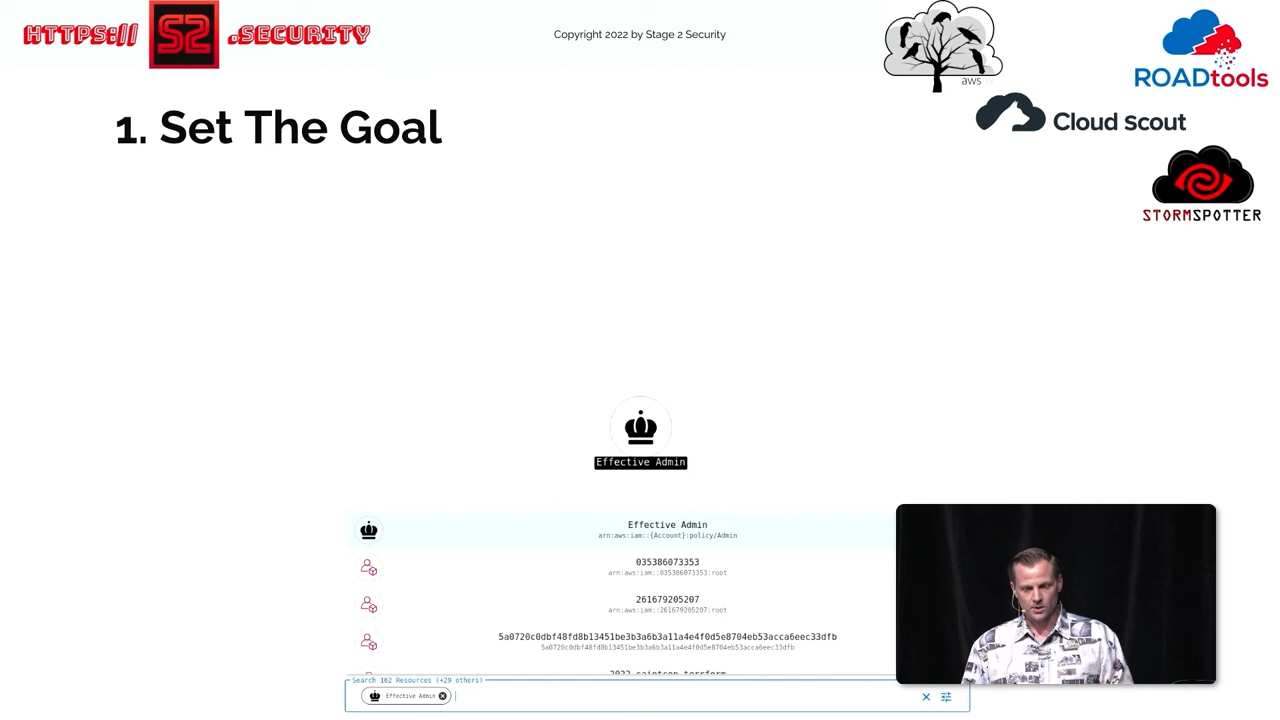 HTTPS:// S2 .SECURITY
Copyright 2022 by Stage 2 Security
aws
ROADtools
Cloud scout
STORMSPOTTER
1. Set The Goal
Effective Admin
Effective Admin
arn:aws:iam::{Account}:policy/Admin
035386073353
arn:aws:iam::035386073353:root
261679205207
arn:aws:iam::261679205207:root
5a0720c0dbf48fd8b13451be3b3a6b3a11a4e4f0d5e8704eb53acca6eec33dfb
5a0720c0dbf48fd8b13451be3b3a6b3a11a4e4f0d5e8704eb53acca6eec33dfb
Search 162 Resources (+29 others)
Effective Admin